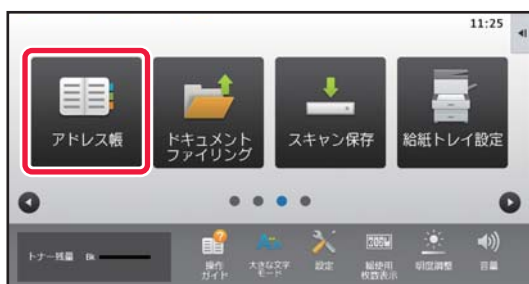 11:25
アドレス帳
ドキュメント
ファイリング
スキャン保存
給紙トレイ設定
トナー残量 Bk
操作
ガイド
大きな文字
モード
設定
総使用
枚数表示
明度調整
音量